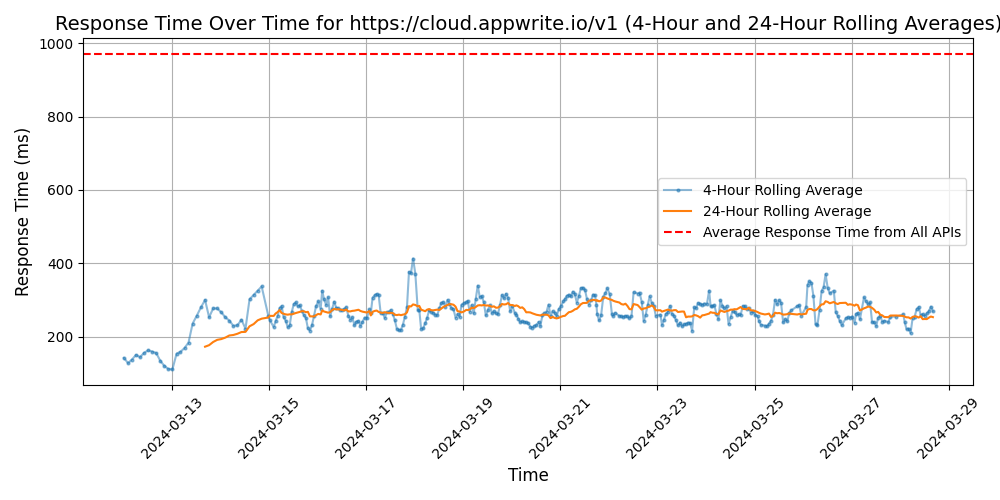 Response Time Over Time for https://cloud.appwrite.io/v1 (4-Hour and 24-Hour Rolling Averages)
Response Time (ms)
1000
800
600
400
200
4-Hour Rolling Average
24-Hour Rolling Average
Average Response Time from All APIs
2024-03-13
2024-03-15
2024-03-17
2024-03-19
2024-03-21
2024-03-23
2024-03-25
2024-03-27
2024-03-29
Time